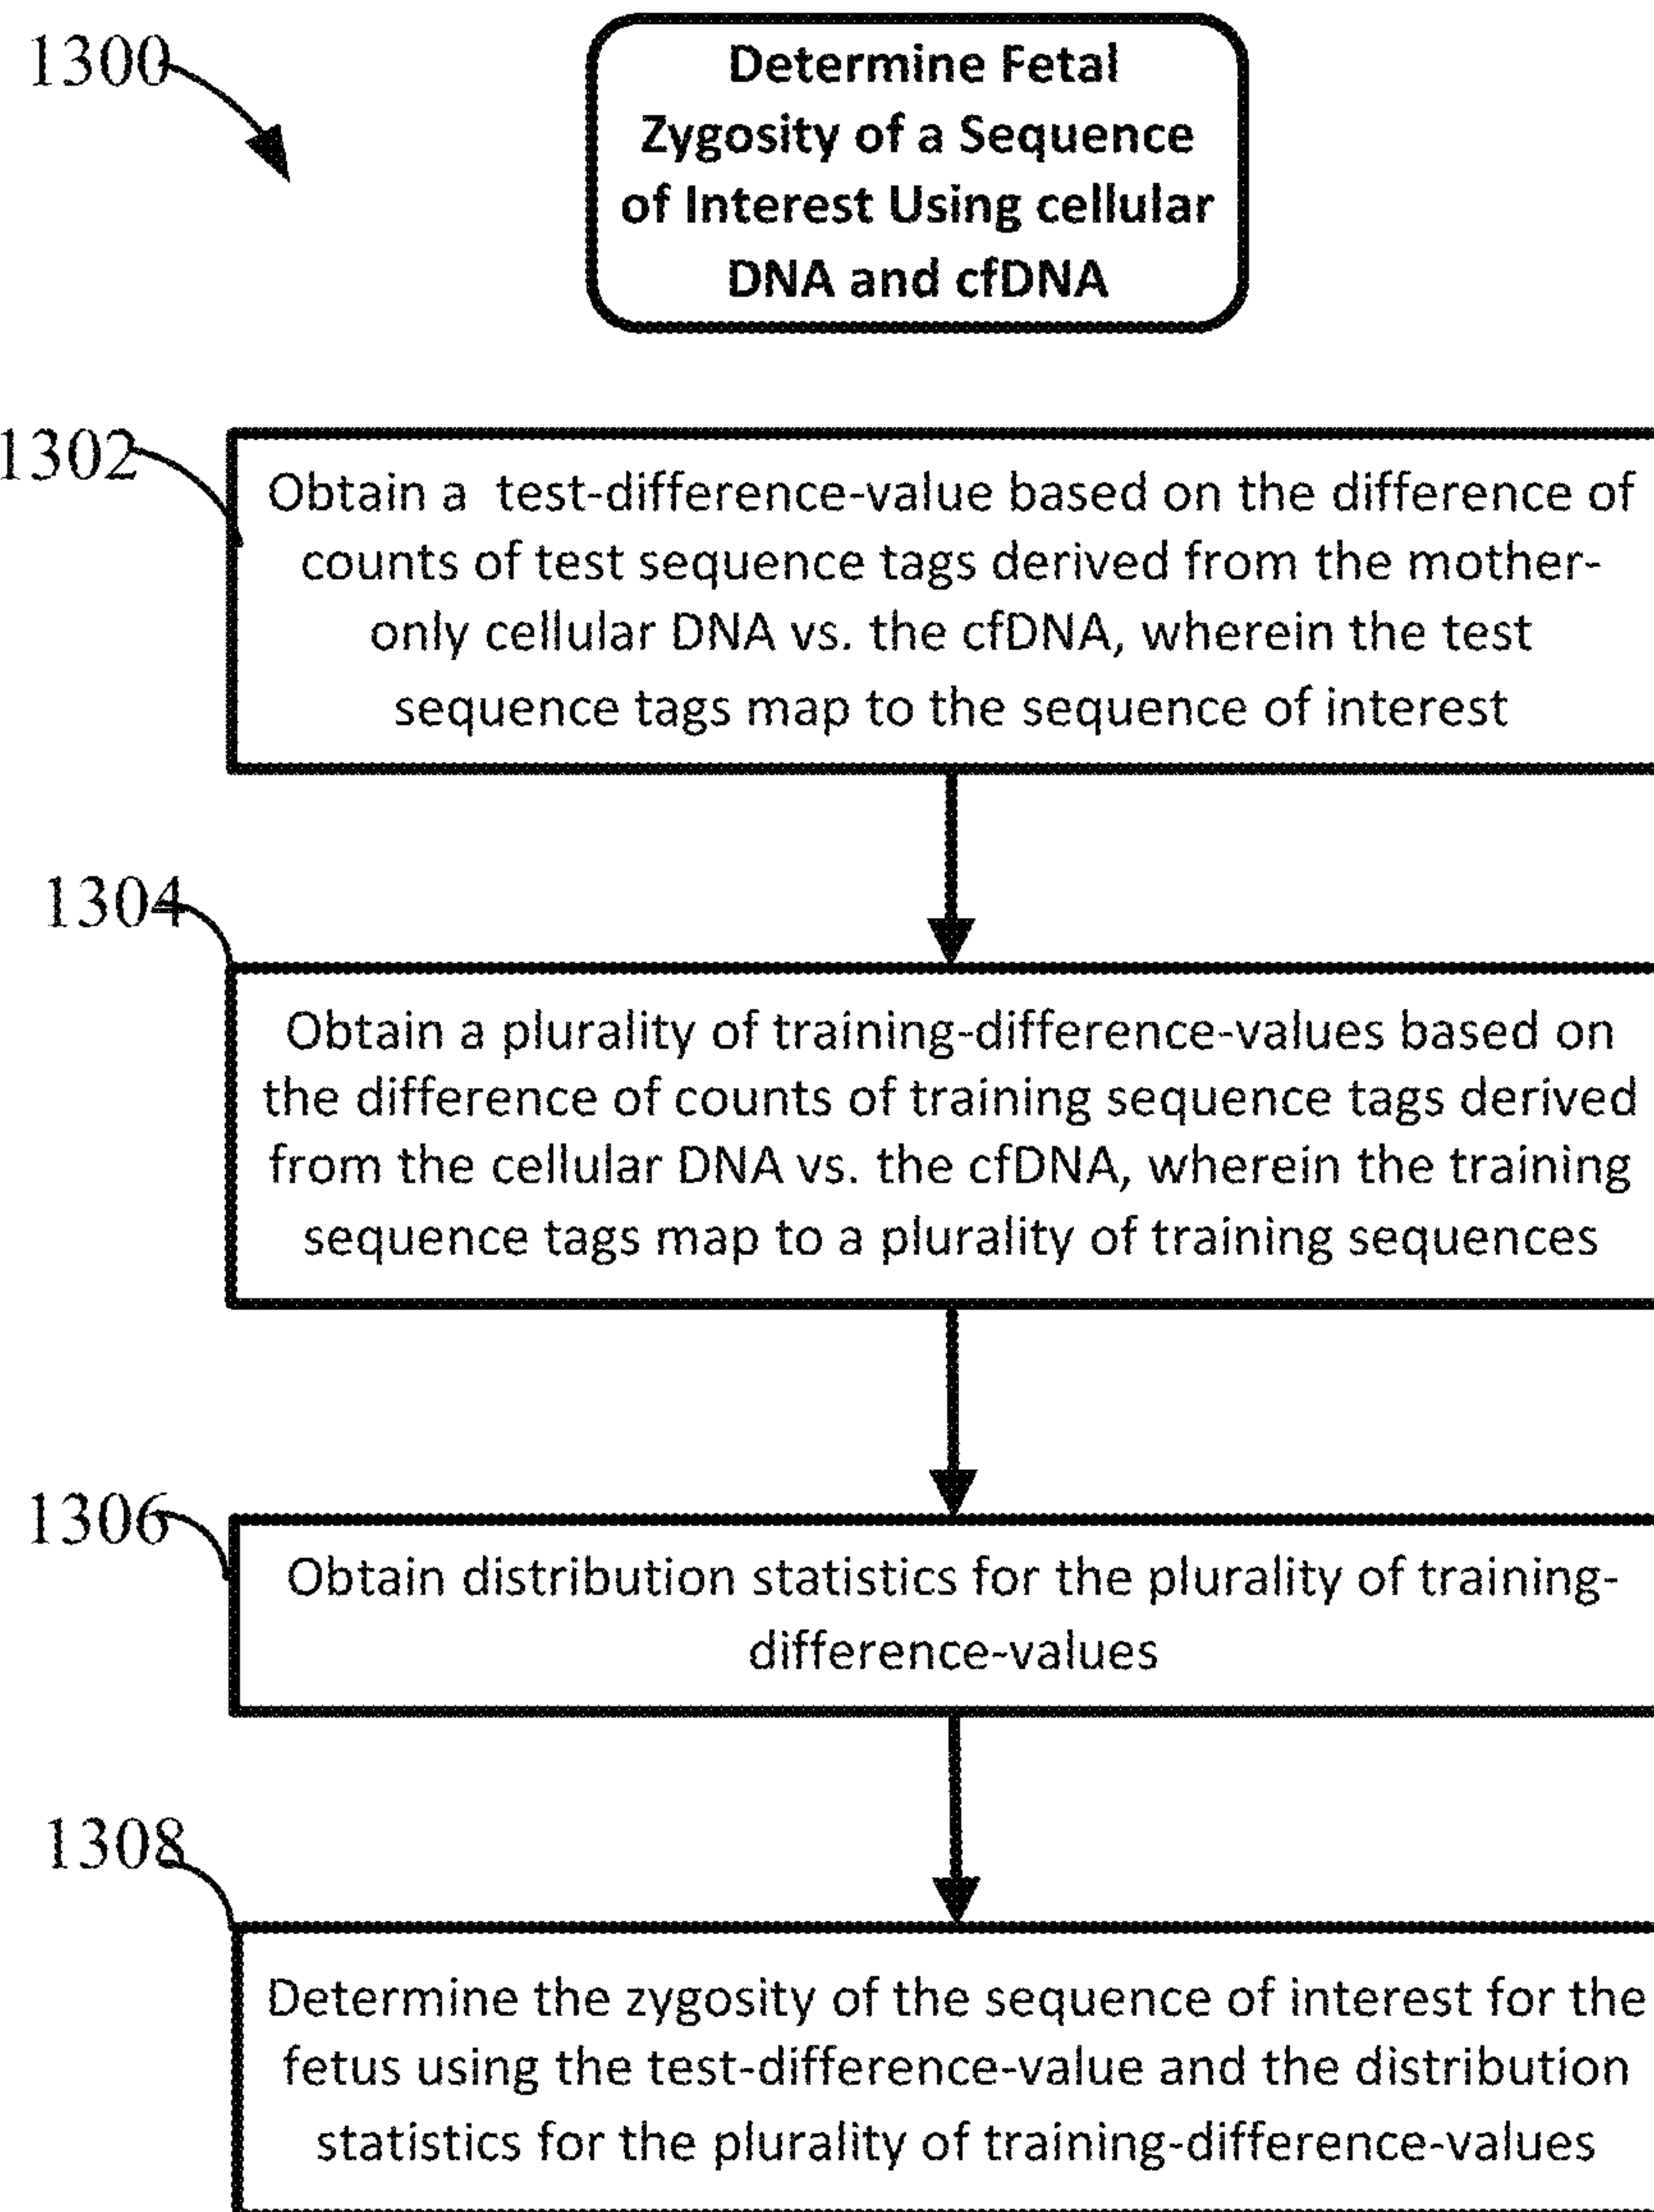 1300
Determine Fetal
Zygosity of a Sequence
of Interest Using cellular
DNA and cfDNA
1302
Obtain a test-difference-value based on the difference of
counts of test sequence tags derived from the mother-
only cellular DNA vs. the cfDNA, wherein the test
sequence tags map to the sequence of interest
1304
Obtain a plurality of training-difference-values based on
the difference of counts of training sequence tags derived
from the cellular DNA vs. the cfDNA, wherein the training
sequence tags map to a plurality of training sequences
1306
Obtain distribution statistics for the plurality of training-
difference-values
1308
Determine the zygosity of the sequence of interest for the
fetus using the test-difference-value and the distribution
statistics for the plurality of training-difference-values